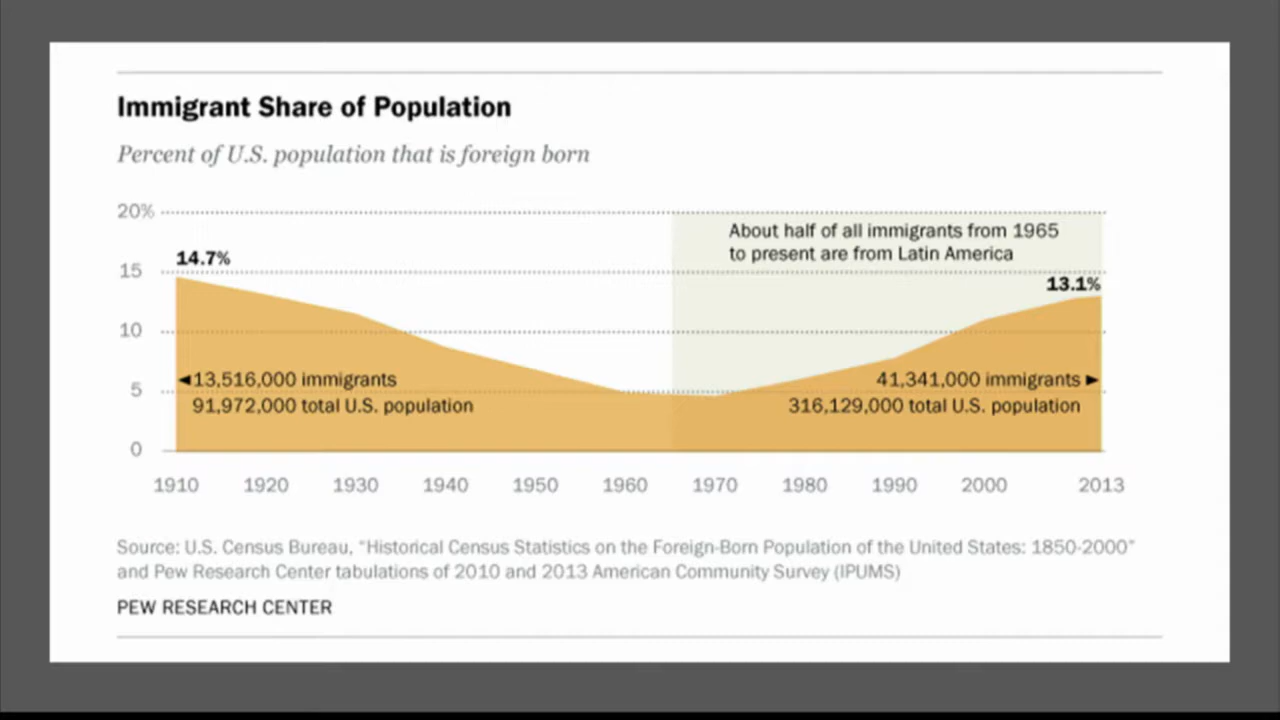 Immigrant Share of Population
Percent of U.S. population that is foreign born
20%
About half of all immigrants from 1965
to present are from Latin America
14.7%
15
13.1%
10
◄13,516,000 immigrants
91,972,000 total U.S. population
41,341,000 immigrants►
316,129,000 total U.S. population
5
0
1910 1920 1930 1940 1950 1960 1970 1980 1990 2000 2013
Source: U.S. Census Bureau, "Historical Census Statistics on the Foreign-Born Population of the United States: 1850-2000"
and Pew Research Center tabulations of 2010 and 2013 American Community Survey (IPUMS)
PEW RESEARCH CENTER